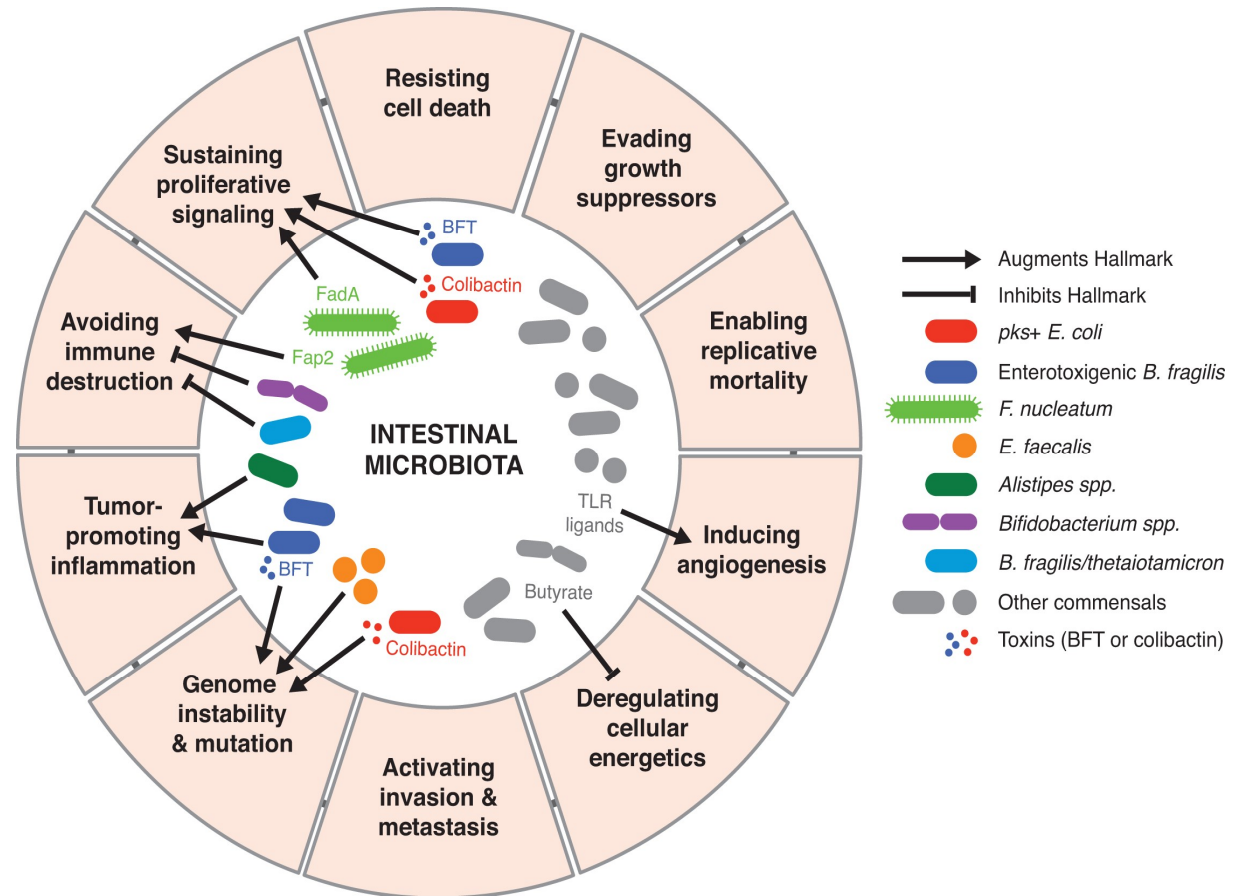 Resisting
cell death
Evading
growth
suppressors
Enabling
replicative
mortality
Inducing
angiogenesis
Deregulating
cellular
energetics
Activating
invasion &
metastasis
Genome
instability
& mutation
Tumor-
promoting
inflammation
Avoiding
immune
destruction
Sustaining
proliferative
signaling
BFT
Colibactin
FadA
Fap2
INTESTINAL
MICROBIOTA
TLR
ligands
Butyrate
BFT
Colibactin
Augments Hallmark
Inhibits Hallmark
pks+ E. coli
Enterotoxigenic B. fragilis
F. nucleatum
E. faecalis
Alistipes spp.
Bifidobacterium spp.
B. fragilis/thetaiotamicron
Other commensals
Toxins (BFT or colibactin)